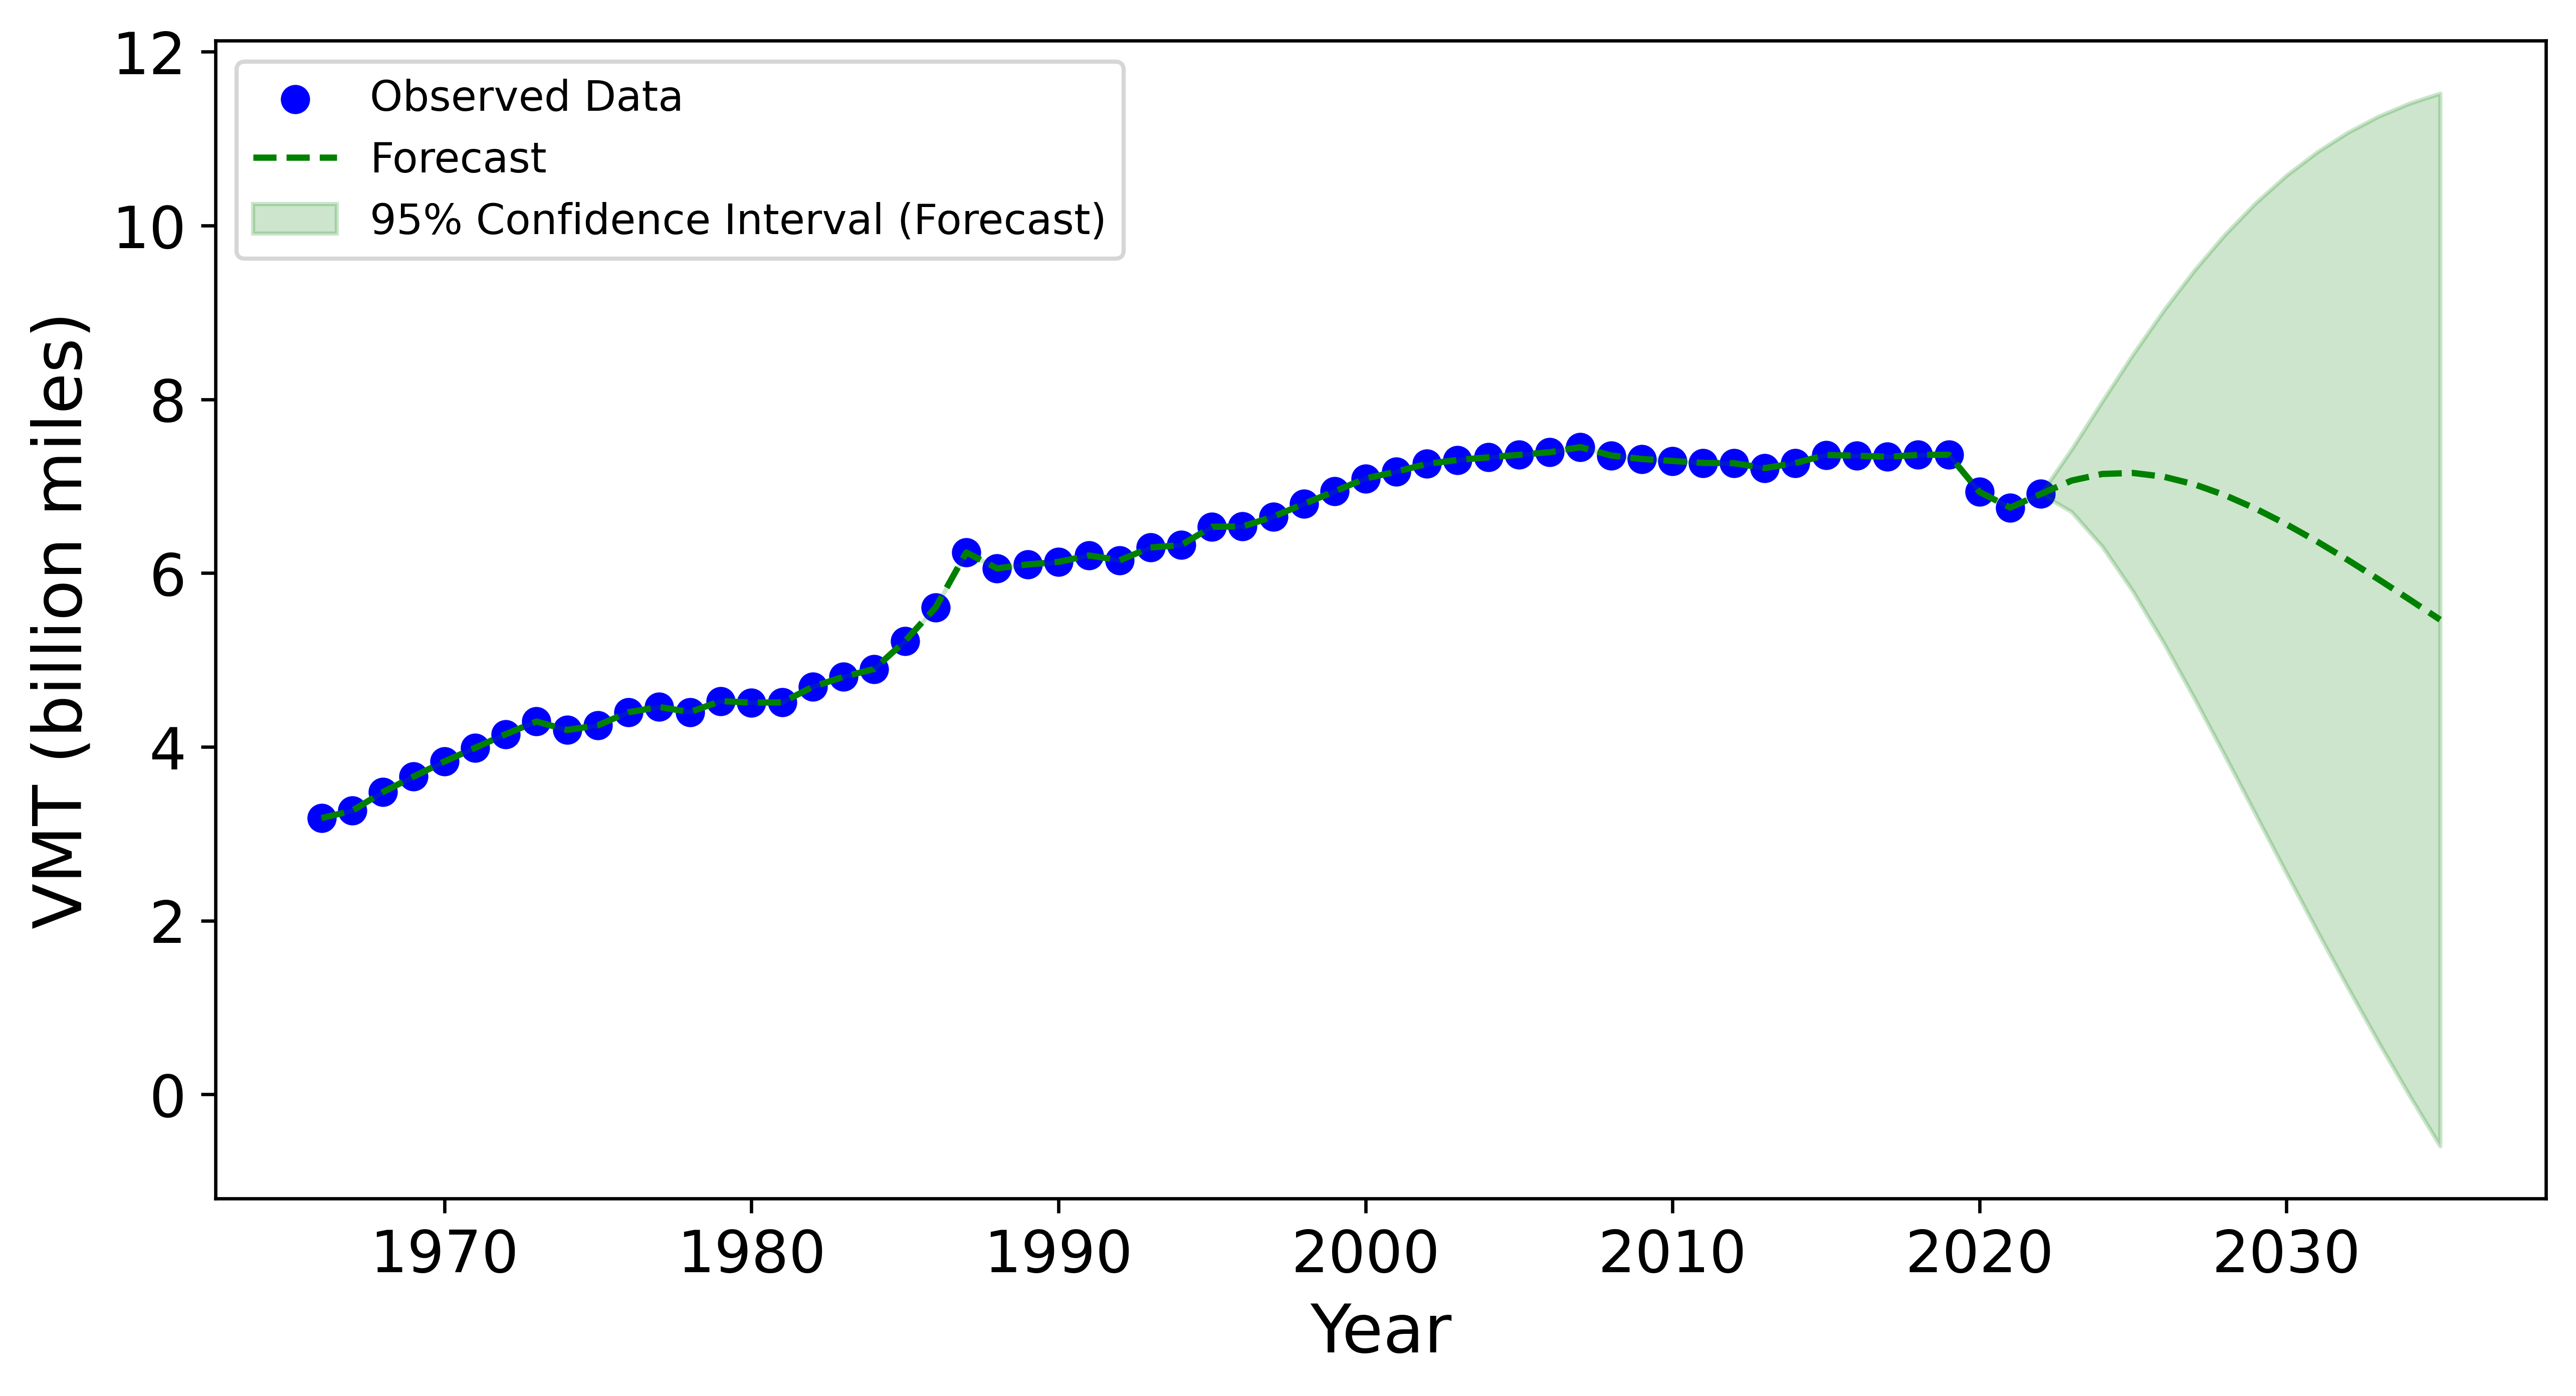 12
10
8
6
4
2
0
VMT (billion miles)
Observed Data
Forecast
95% Confidence Interval (Forecast)
1970 1980 1990 2000 2010 2020 2030
Year